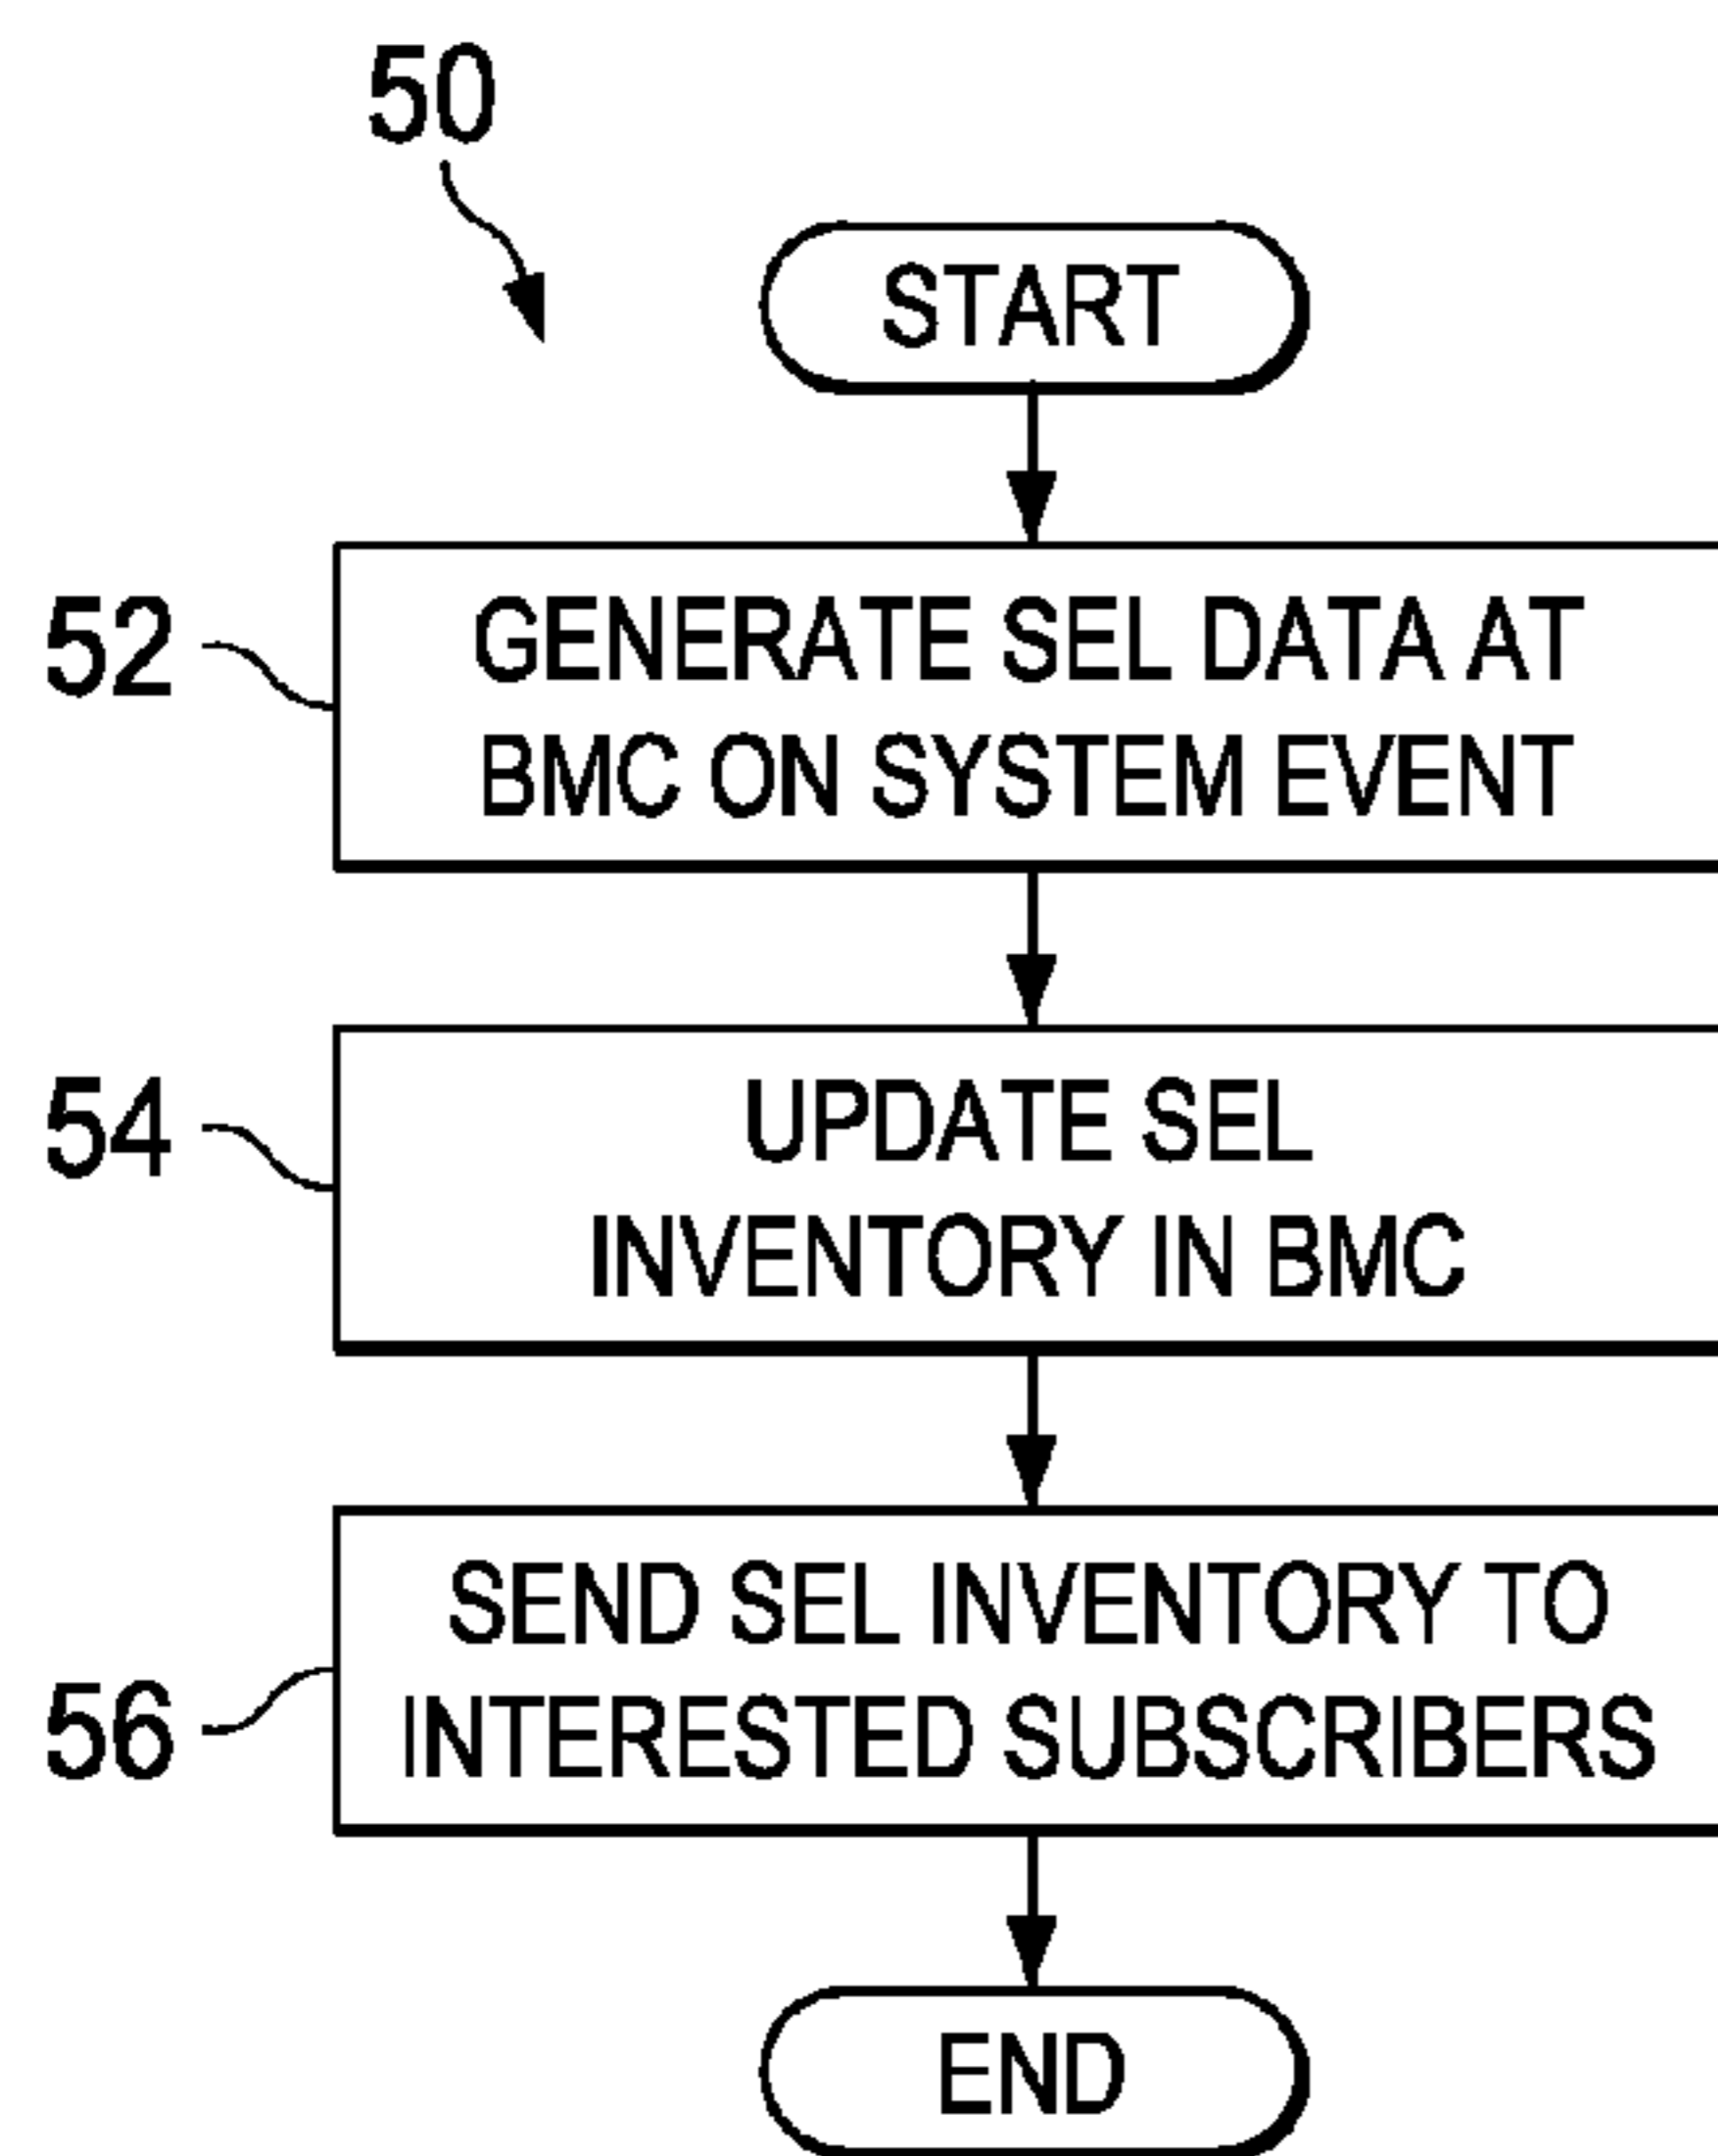 50
START
52
GENERATE SEL DATA AT
BMC ON SYSTEM EVENT
54
UPDATE SEL
INVENTORY IN BMC
SEND SEL INVENTORY TO
56
INTERESTED SUBSCRIBERS
END